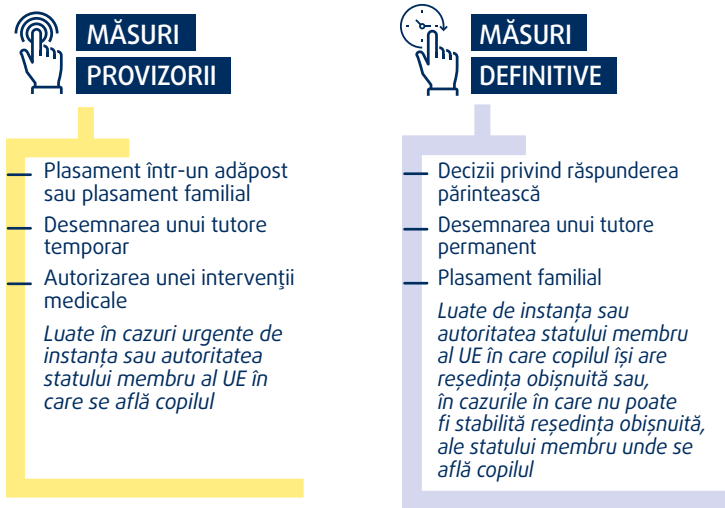 MĂSURI
PROVIZORII
Plasament într-un adăpost
sau plasament familial
Desemnarea unui tutore
temporar
Autorizarea unei intervenții
medicale
Luate în cazuri urgente de
instanța sau autoritatea
statului membru al UE în
care se află copilul
MĂSURI
DEFINITIVE
Decizii privind răspunderea
părintească
Desemnarea unui tutore
permanent
Plasament familial
Luate de instanța sau
autoritatea statului membru
al UE în care copilul își are
reședința obișnuită sau,
în cazurile în care nu poate
fi stabilită reședința obișnuită,
ale statului membru unde se
află copilul